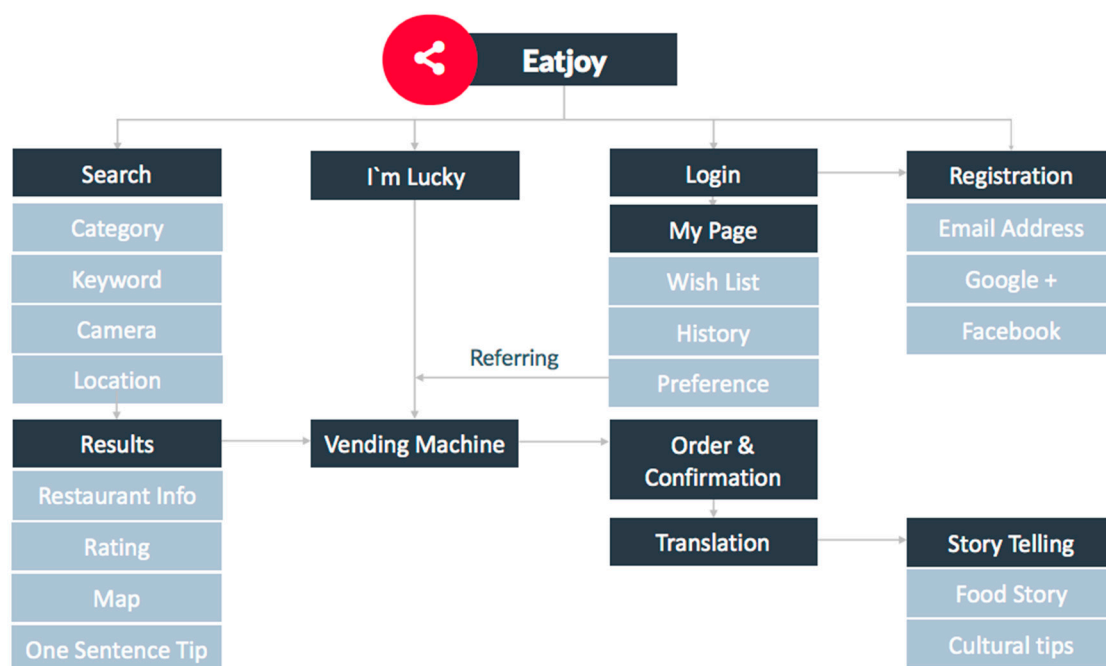 Eatjoy
Search
I`m Lucky
Login
Registration
Category
Keyword
Camera
Location
My Page
Wish List
History
Preference
Email Address
Google +
Facebook
Referring
Results
Vending Machine
Order &
Confirmation
Restaurant Info
Rating
Map
One Sentence Tip
Translation
Story Telling
Food Story
Cultural tips